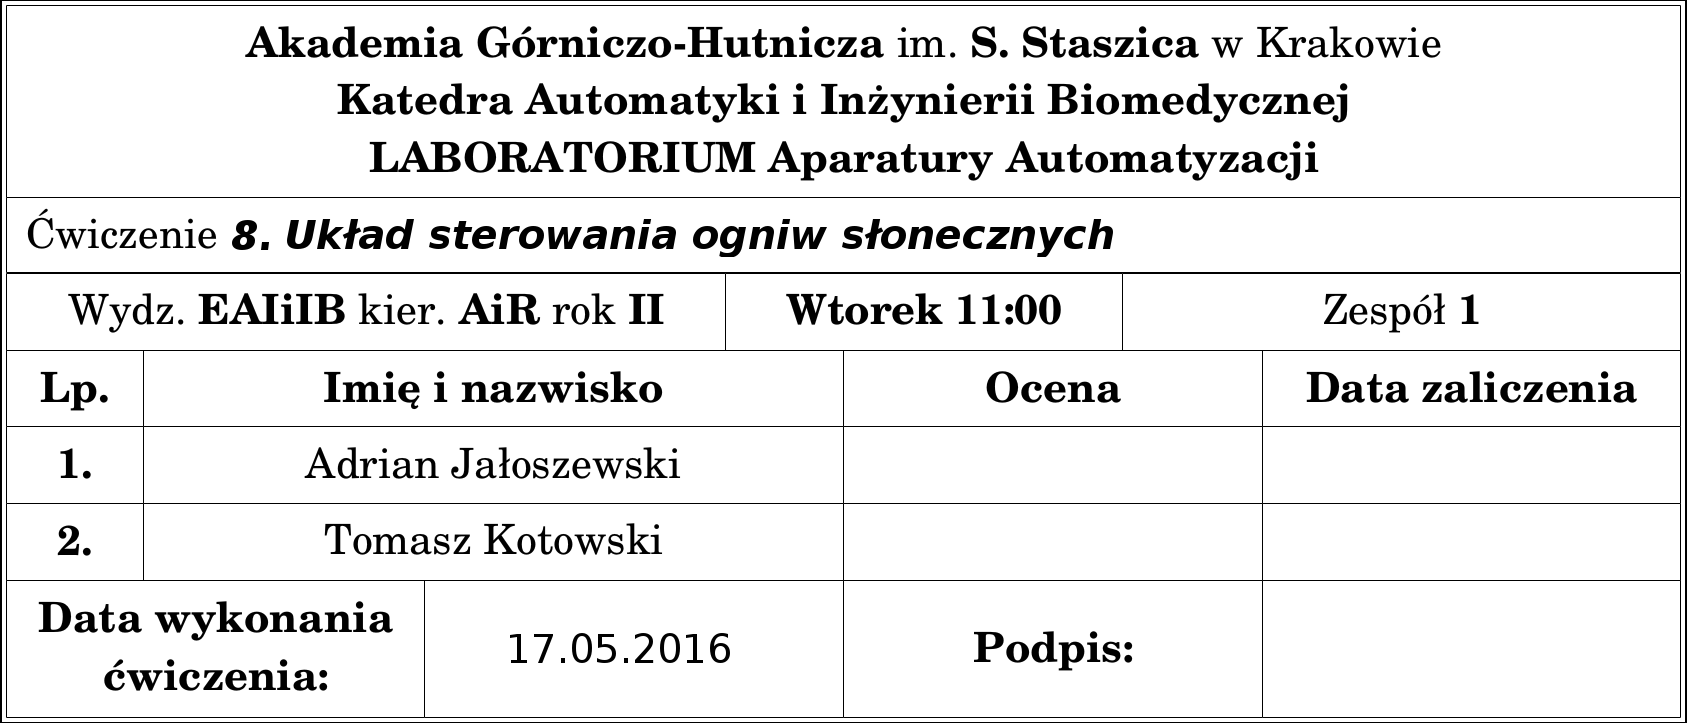 Akademia Górniczo-Hutnicza im. S. Staszica w Krakowie
Katedra Automatyki i Inżynierii Biomedycznej
LABORATORIUM Aparatury Automatyzacji
Ćwiczenie 8. Układ sterowania ogniw słonecznych
Wydz. EAIiIB kier. AiR rok II Wtorek 11:00 Zespół 1
Lp. Imię i nazwisko Ocena Data zaliczenia
1. Adrian Jałoszewski
2. Tomasz Kotowski
Data wykonania
ćwiczenia: 17.05.2016 Podpis: